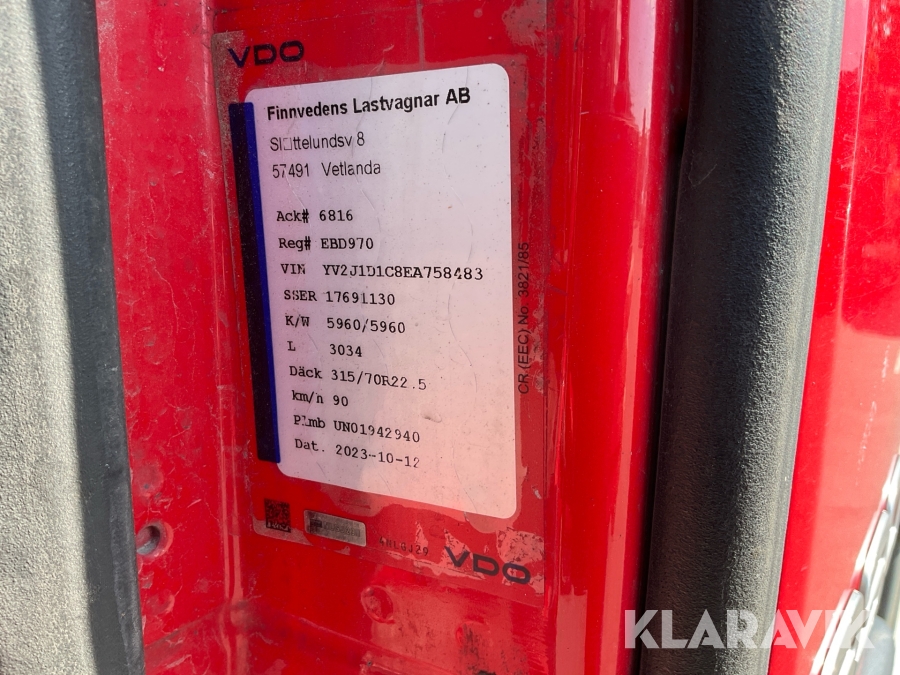 VDO
Finnvedens Lastvagnar AB
Sl□ttelundsv 8
57491 Vetlanda
Ack# 6816
Reg# EBD970
VIN YV2J1D1C8EA758483
SSER 17691130
K/W 5960/5960
L 3034
Däck 315/70R22.5
km/h 90
Plmb UN01942940
Dat. 2023-10-12
CR.(EEC) No 3821/85
VDO
KLARAVIK